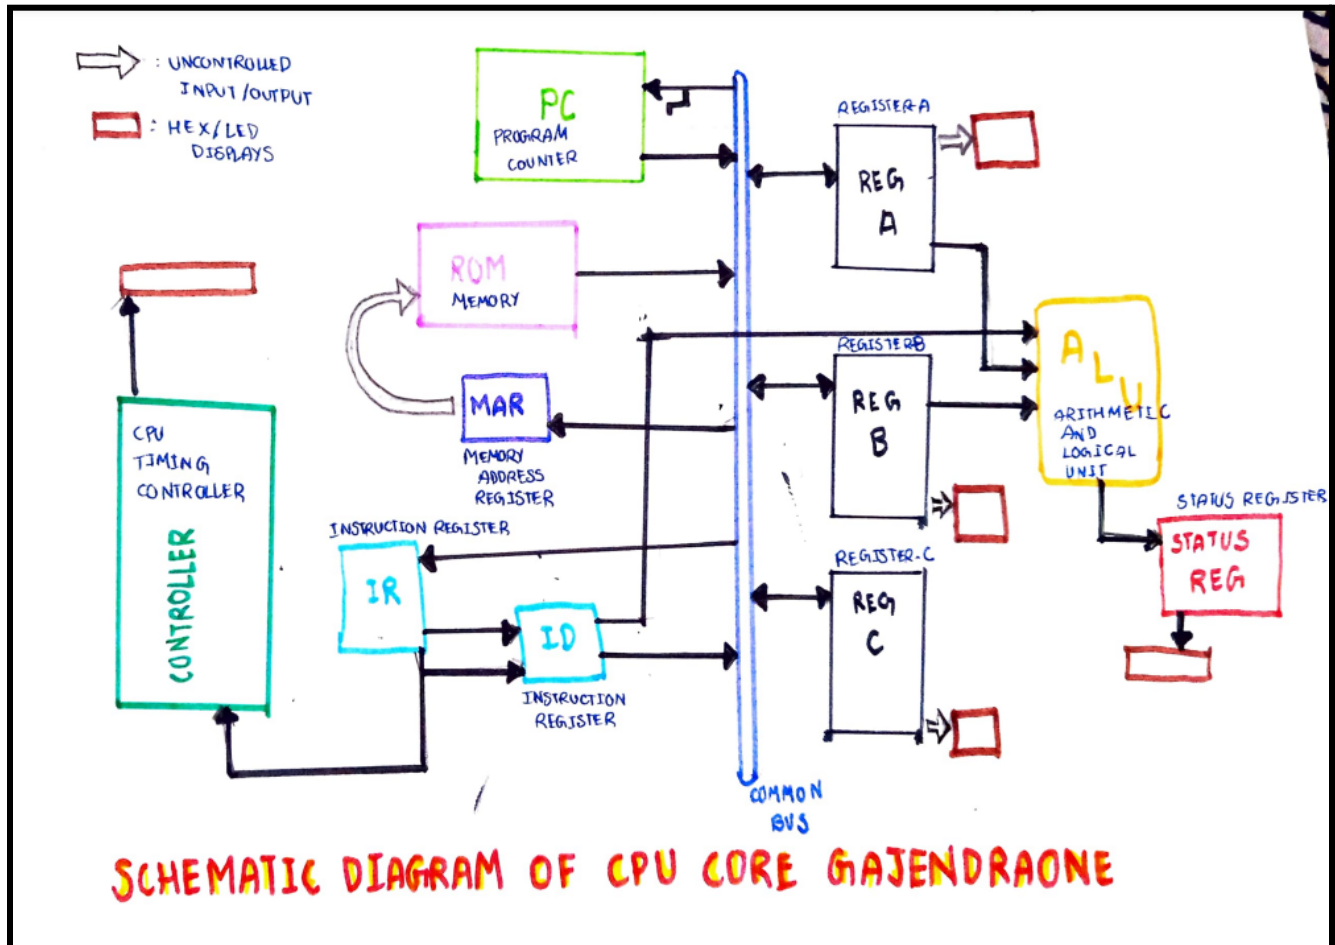 : UNCONTROLLED
INPUT/OUTPUT
: HEX/LED
DISPLAYS
PC
PROGRAM
COUNTER
REGISTER-A
REG
A
ROM
MEMORY
MAR
MEMORY
ADDRESS
REGISTER
REGISTERB
REG
B
ALU
ARITHMETIC
AND
LOGICAL
UNIT
CPU
TIMING
CONTROLLER
CONTROLLER
INSTRUCTION REGISTER
IR
ID
INSTRUCTION
REGISTER
REGISTER-C
REG
C
STATUS REGISTER
STATUS
REG
COMMON
BUS
SCHEMATIC DIAGRAM OF CPU CORE GAJENDRAONE